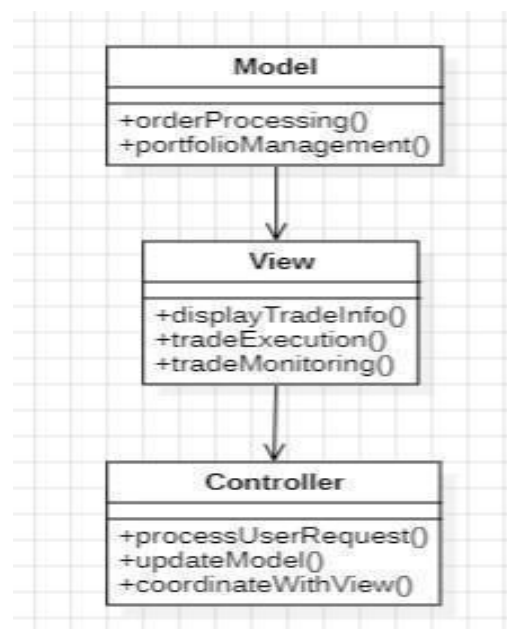 Model
+orderProcessing()
+portfolioManagement()
View
+displayTradeInfo()
+tradeExecution()
+tradeMonitoring()
Controller
+processUserRequest()
+updateModel()
+coordinateWithView()